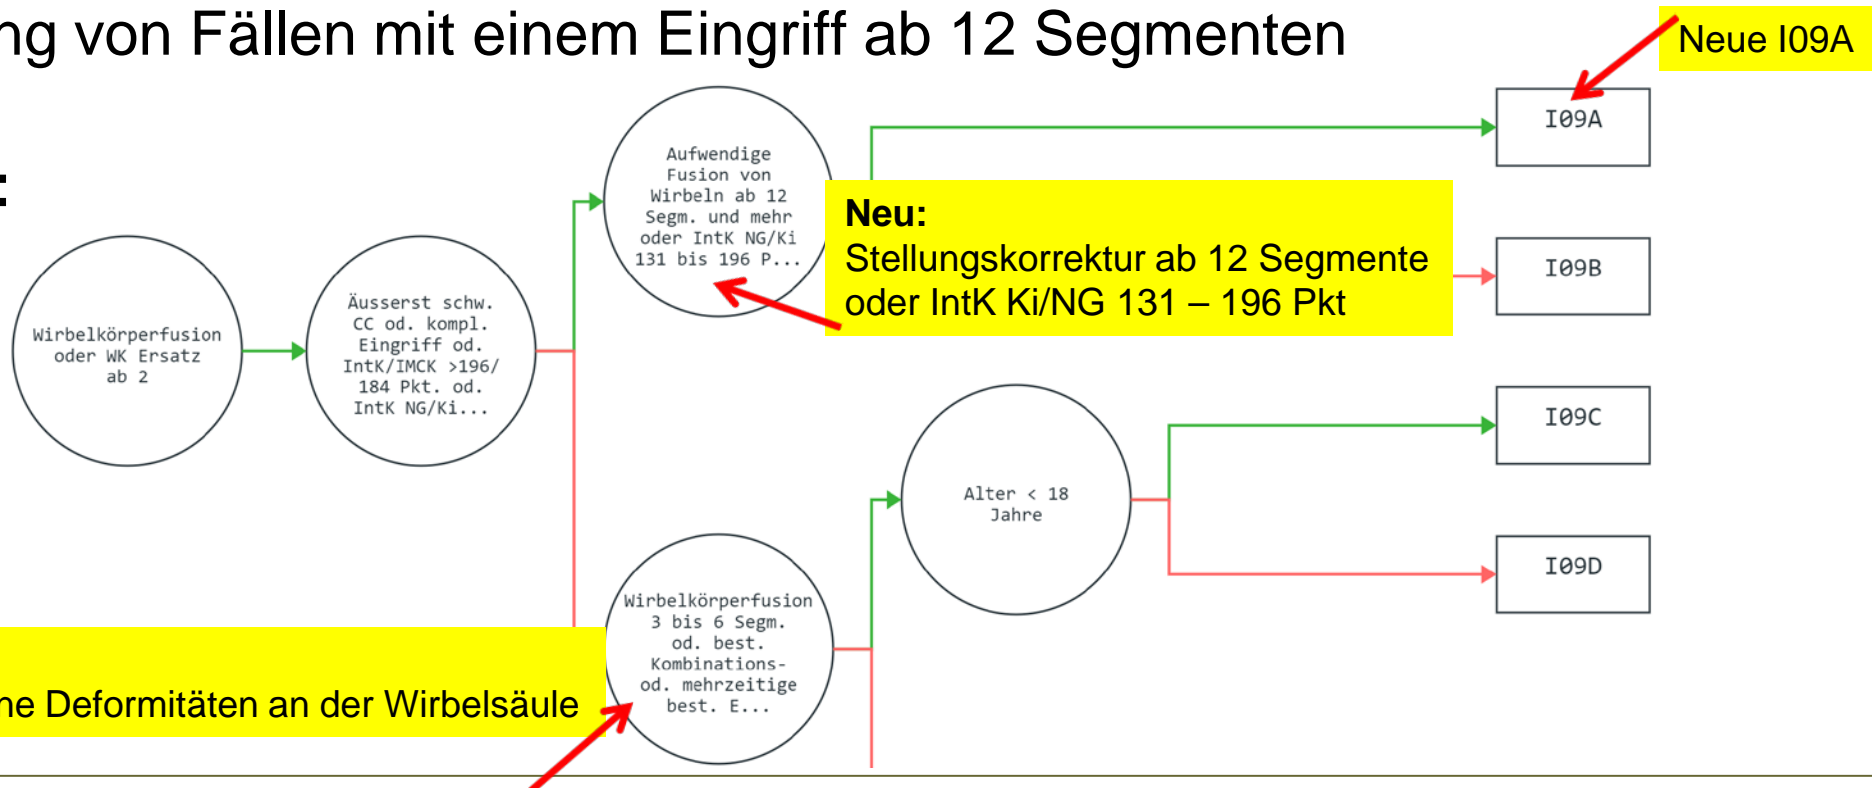 von Fällen mit einem Eingriff ab 12 Segmenten
Neue I09A
:
Aufwendige
Fusion von
Wirbeln ab 12
Segm. und mehr
oder IntK NG/Ki
131 bis 196 P...
I09A
Neu:
Stellungskorrektur ab 12 Segmente
oder IntK Ki/NG 131 – 196 Pkt
I09B
Wirbelkörperfusion
oder WK Ersatz
ab 2
Äusserst schw.
CC od. kompl.
Eingriff od.
IntK/IMCK >196/
184 Pkt. od.
IntK NG/Ki...
I09C
Alter < 18
Jahre
I09D
Wirbelkörperfusion
3 bis 6 Segm.
od. best.
Kombinations-
od. mehrzeitige
best. E...
Deformitäten an der Wirbelsäule